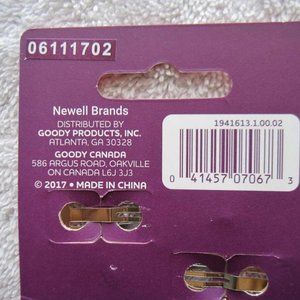 06111702
Newell Brands
DISTRIBUTED BY
GOODY PRODUCTS, INC.
ATLANTA, GA 30328
GOODY CANADA
586 ARGUS ROAD, OAKVILLE
ON CANADA L6J 3J3
© 2017 • MADE IN CHINA
1941613.1.00.02
0 41457 07067 3